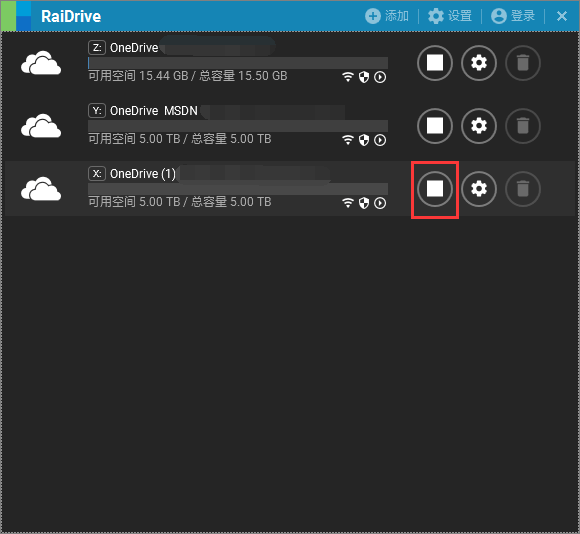 RaiDrive 添加 设置 登录
Z: OneDrive
可用空间 15.44 GB / 总容量 15.50 GB
Y: OneDrive MSDN
可用空间 5.00 TB / 总容量 5.00 TB
X: OneDrive (1)
可用空间 5.00 TB / 总容量 5.00 TB